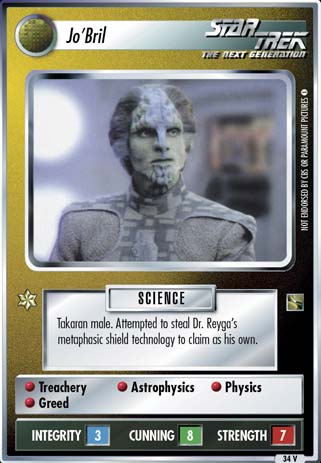 Jo'Bril
STAR TREK
THE NEXT GENERATION
NOT ENDORSED BY CBS OR PARAMOUNT PICTURES
SCIENCE
Takaran male. Attempted to steal Dr. Reyga's
metaphasic shield technology to claim as his own.
Treachery Astrophysics Physics
Greed
INTEGRITY 3 CUNNING 8 STRENGTH 7
34 V